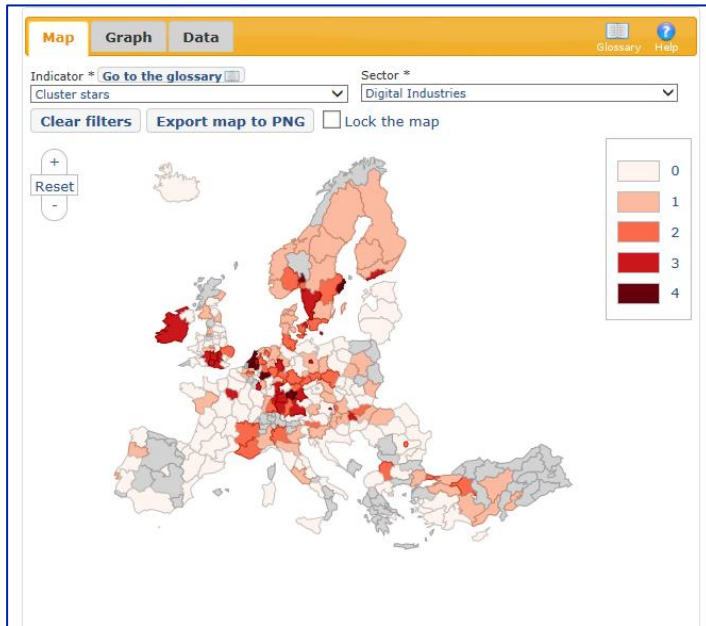 Map Graph Data
Glossary Help
Indicator * Go to the glossary
Sector *
Cluster stars
Digital Industries
Clear filters Export map to PNG Lock the map
+
Reset
-
0
1
2
3
4